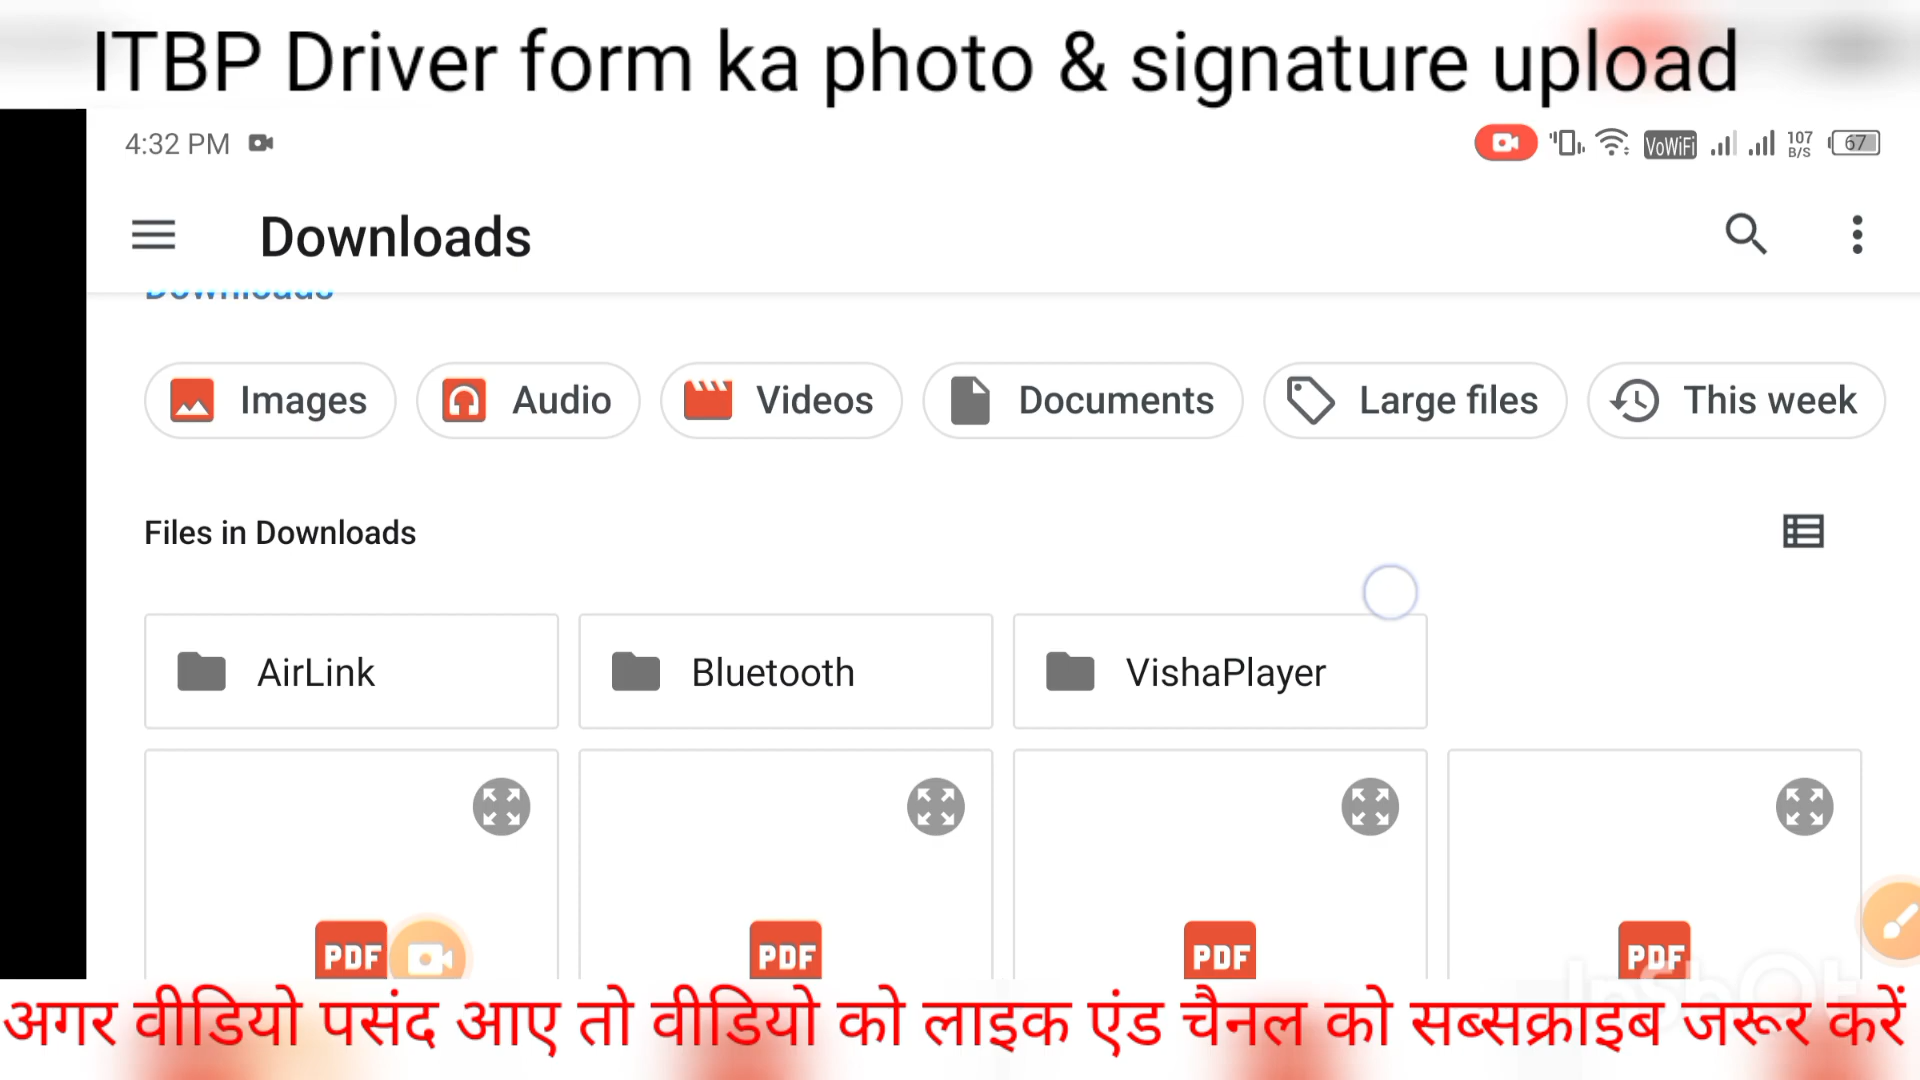 ITBP Driver form ka photo & signature upload
4:32 PM
VoWiFi 107 B/S 67
Downloads
Downloads
Images Audio Videos Documents Large files This week
Files in Downloads
AirLink Bluetooth VishaPlayer
PDF PDF PDF PDF
InShOt
अगर वीडियो पसंद आए तो वीडियो को लाइक एंड चैनल को सब्सक्राइब जरूर करें